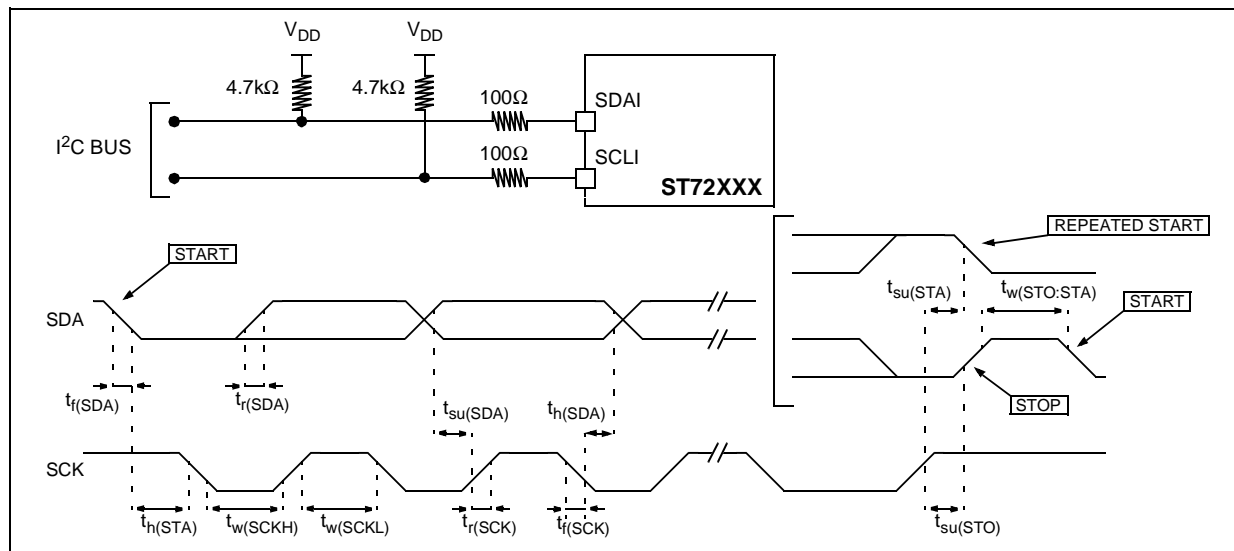 V_DD V_DD
4.7kΩ 4.7kΩ
100Ω
SDAI
I²C BUS
100Ω
SCLI
ST72XXX
REPEATED START
START
t_su(STA) t_w(STO:STA) START
SDA
t_f(SDA) t_r(SDA)
STOP
t_su(SDA) t_h(SDA)
SCK
t_h(STA) t_w(SCKH) t_w(SCKL) t_r(SCK) t_f(SCK) t_su(STO)